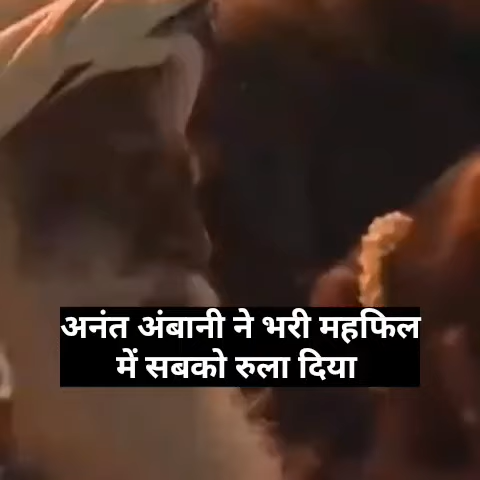 अनंत अंबानी ने भरी महफिल
में सबको रुला दिया